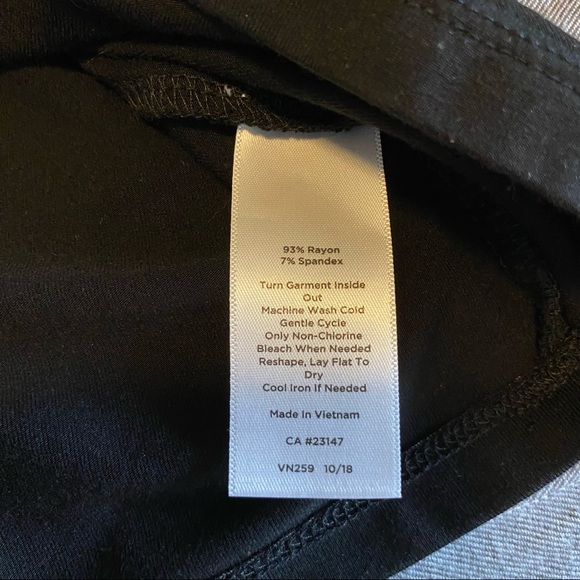 93% Rayon
7% Spandex
Turn Garment Inside
Out
Machine Wash Cold
Gentle Cycle
Only Non-Chlorine
Bleach When Needed
Reshape, Lay Flat To
Dry
Cool Iron If Needed
Made In Vietnam
CA #23147
VN259 10/18